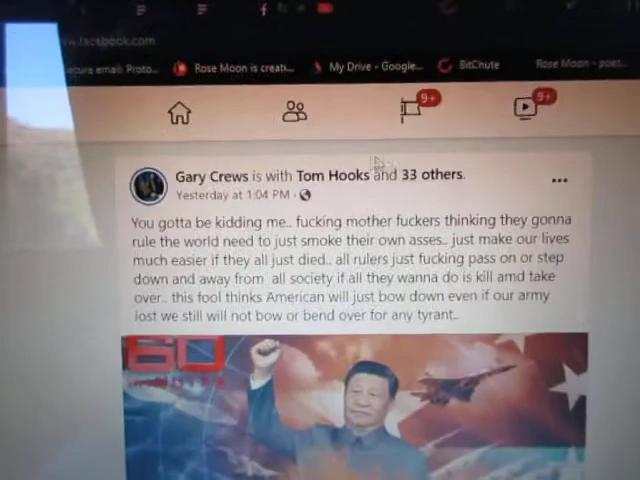 facebook.com
ecure email: Proto... Rose Moon is creati... My Drive - Google... BitChute Rose Moon - poet...
9+ 9+
Gary Crews is with Tom Hooks and 33 others.
Yesterday at 1:04 PM ·
You gotta be kidding me.. fucking mother fuckers thinking they gonna
rule the world need to just smoke their own asses.. just make our lives
much easier if they all just died.. all rulers just fucking pass on or step
down and away from all society if all they wanna do is kill amd take
over.. this fool thinks American will just bow down even if our army
lost we still will not bow or bend over for any tyrant..
60